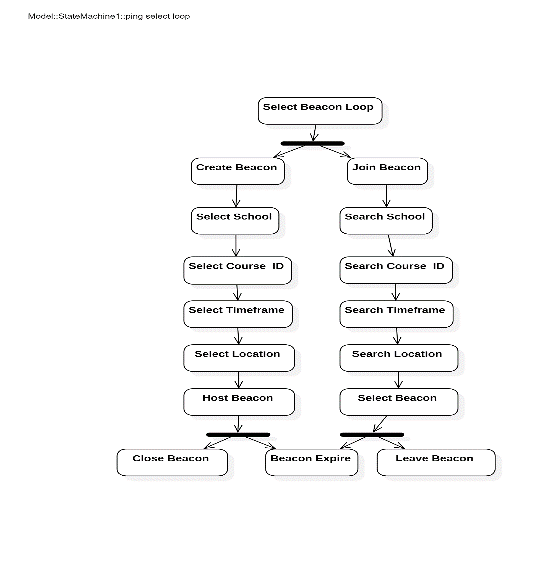 Model::StateMachine1::ping select loop
Select Beacon Loop
Create Beacon
Join Beacon
Select School
Search School
Select Course ID
Search Course ID
Select Timeframe
Search Timeframe
Select Location
Search Location
Host Beacon
Select Beacon
Close Beacon
Beacon Expire
Leave Beacon